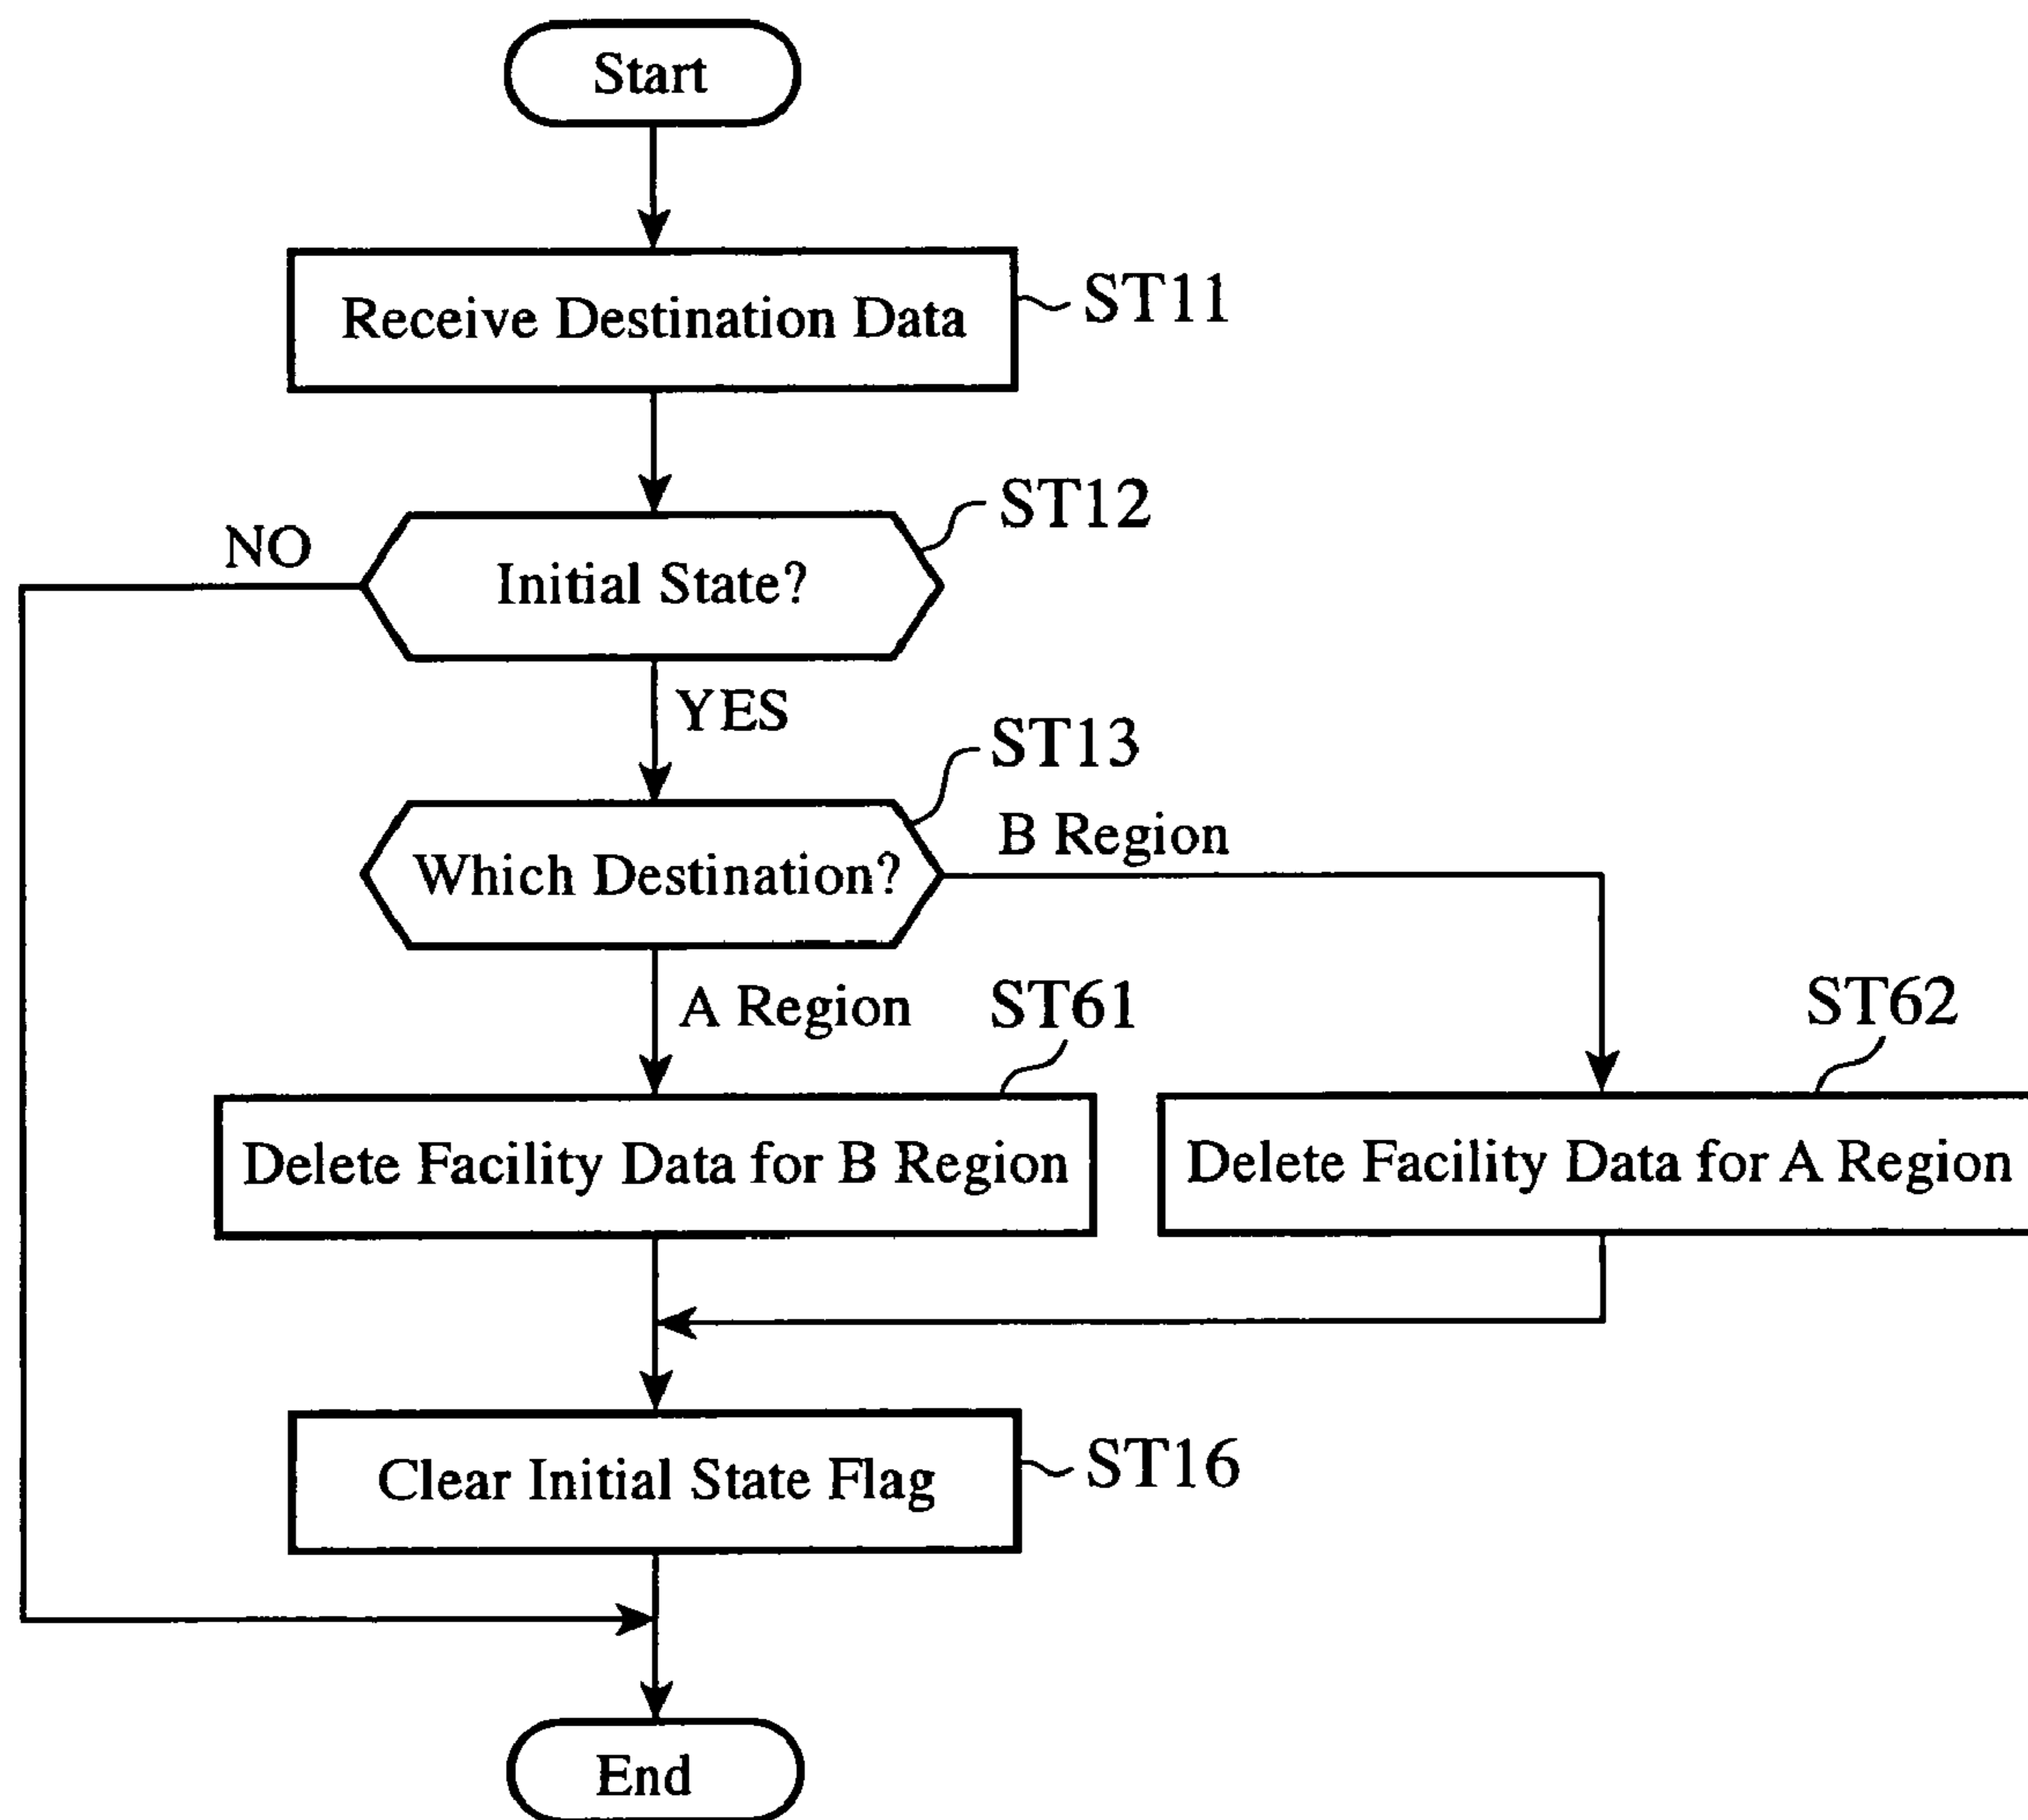 Start
Receive Destination Data
ST11
ST12
NO
Initial State?
YES
ST13
B Region
Which Destination?
A Region
ST61
ST62
Delete Facility Data for B Region
Delete Facility Data for A Region
Clear Initial State Flag
ST16
End